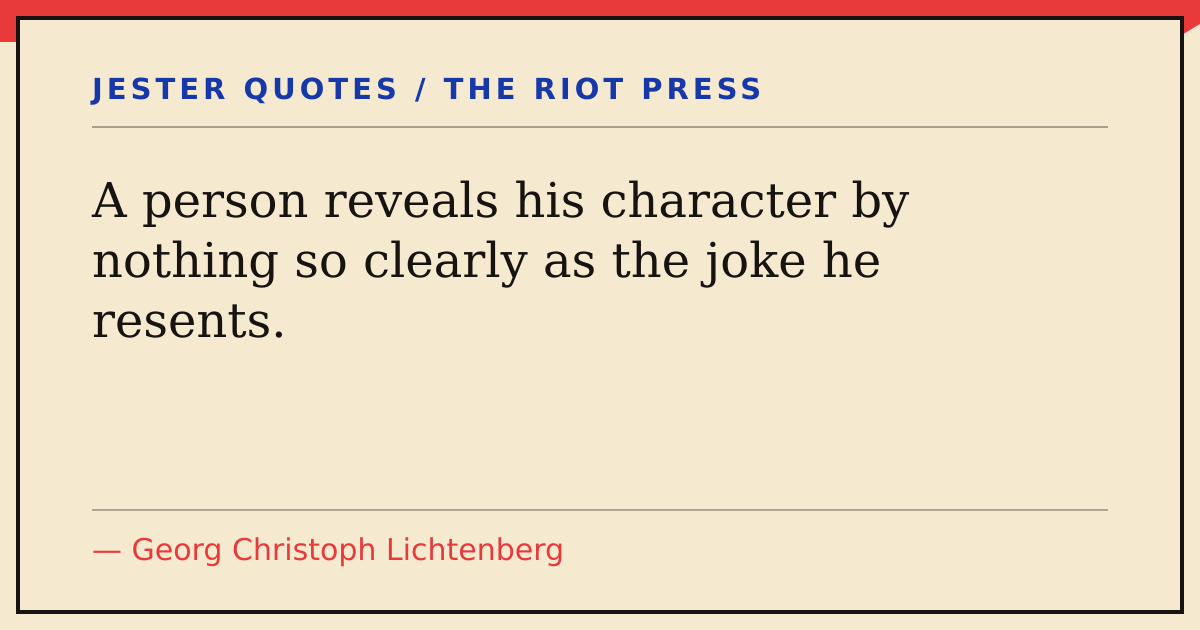 JESTER QUOTES / THE RIOT PRESS
A person reveals his character by
nothing so clearly as the joke he
resents.
— Georg Christoph Lichtenberg